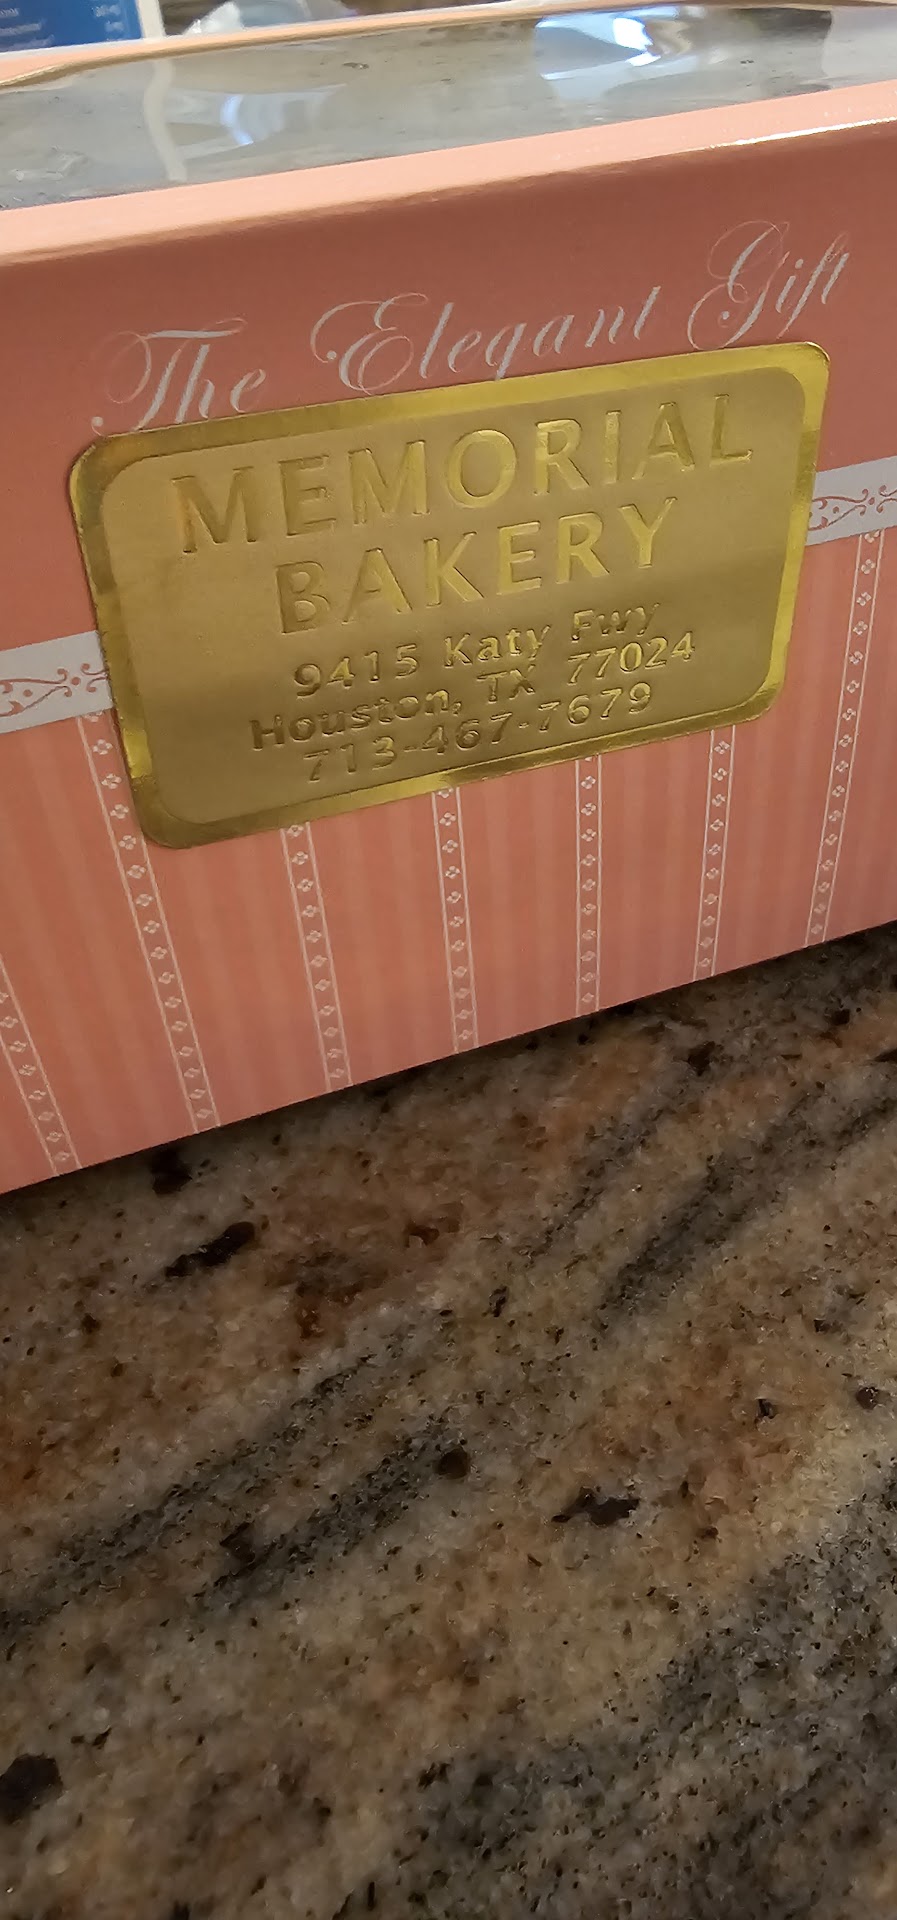 The Elegant Gift
MEMORIAL
BAKERY
9415 Katy Fwy
Houston, TX 77024
713-467-7679